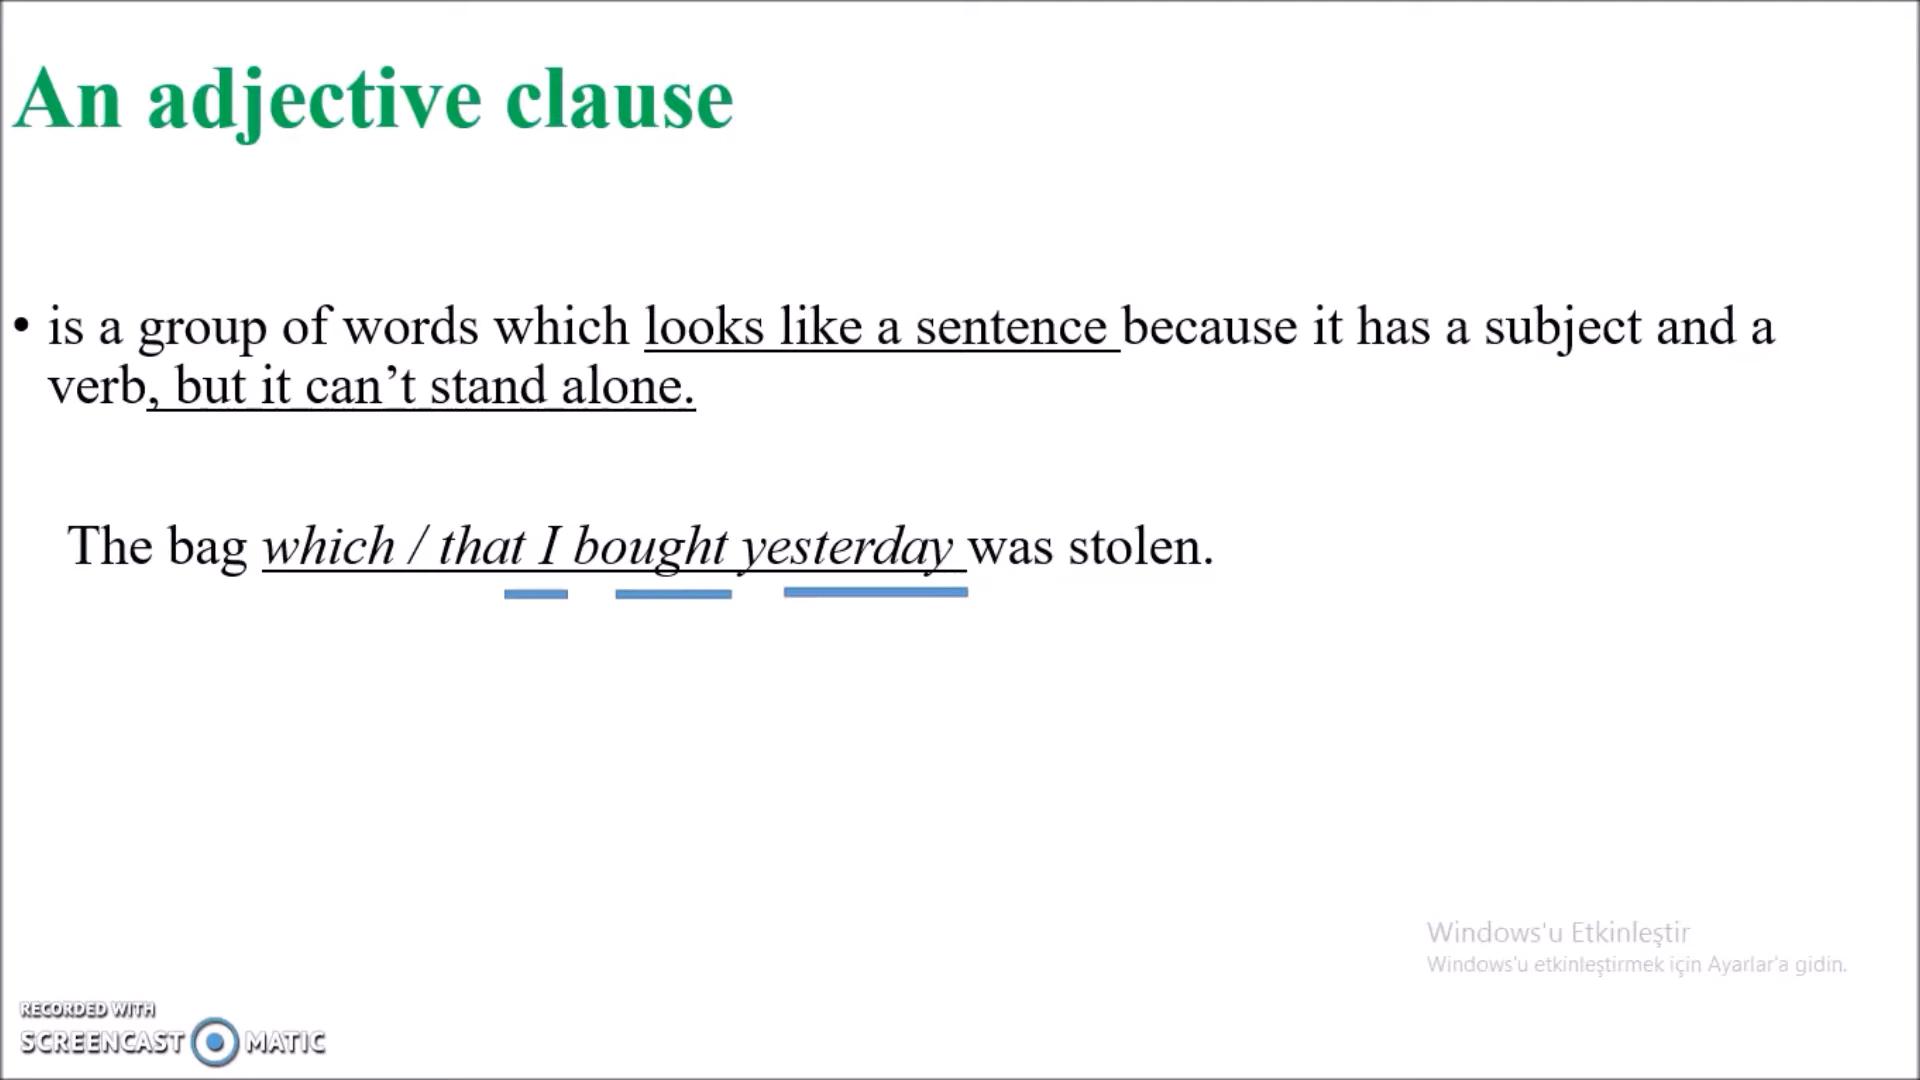 An adjective clause
• is a group of words which looks like a sentence because it has a subject and a
verb, but it can’t stand alone.
The bag which / that I bought yesterday was stolen.
Windows'u Etkinleştir
Windows'u etkinleştirmek için Ayarlar'a gidin.
RECORDED WITH
SCREENCAST MATIC